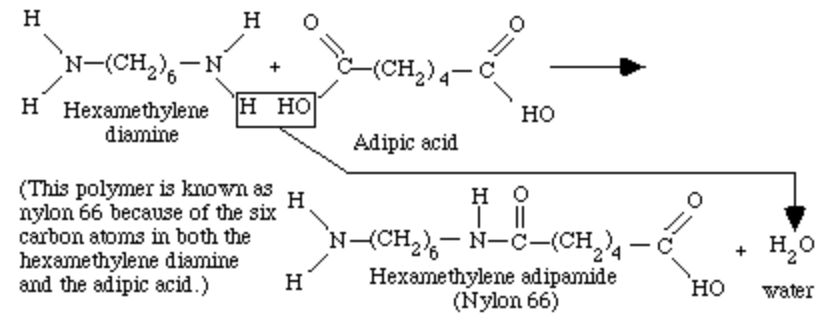 H H O O
N–(CH2)6–N + C–(CH2)4–C
H Hexamethylene diamine H HO HO
Adipic acid
(This polymer is known as
nylon 66 because of the six
carbon atoms in both the
hexamethylene diamine
and the adipic acid.)
H H O O
N–(CH2)6–N–C–(CH2)4–C + H2O
H HO
Hexamethylene adipamide
(Nylon 66)
water